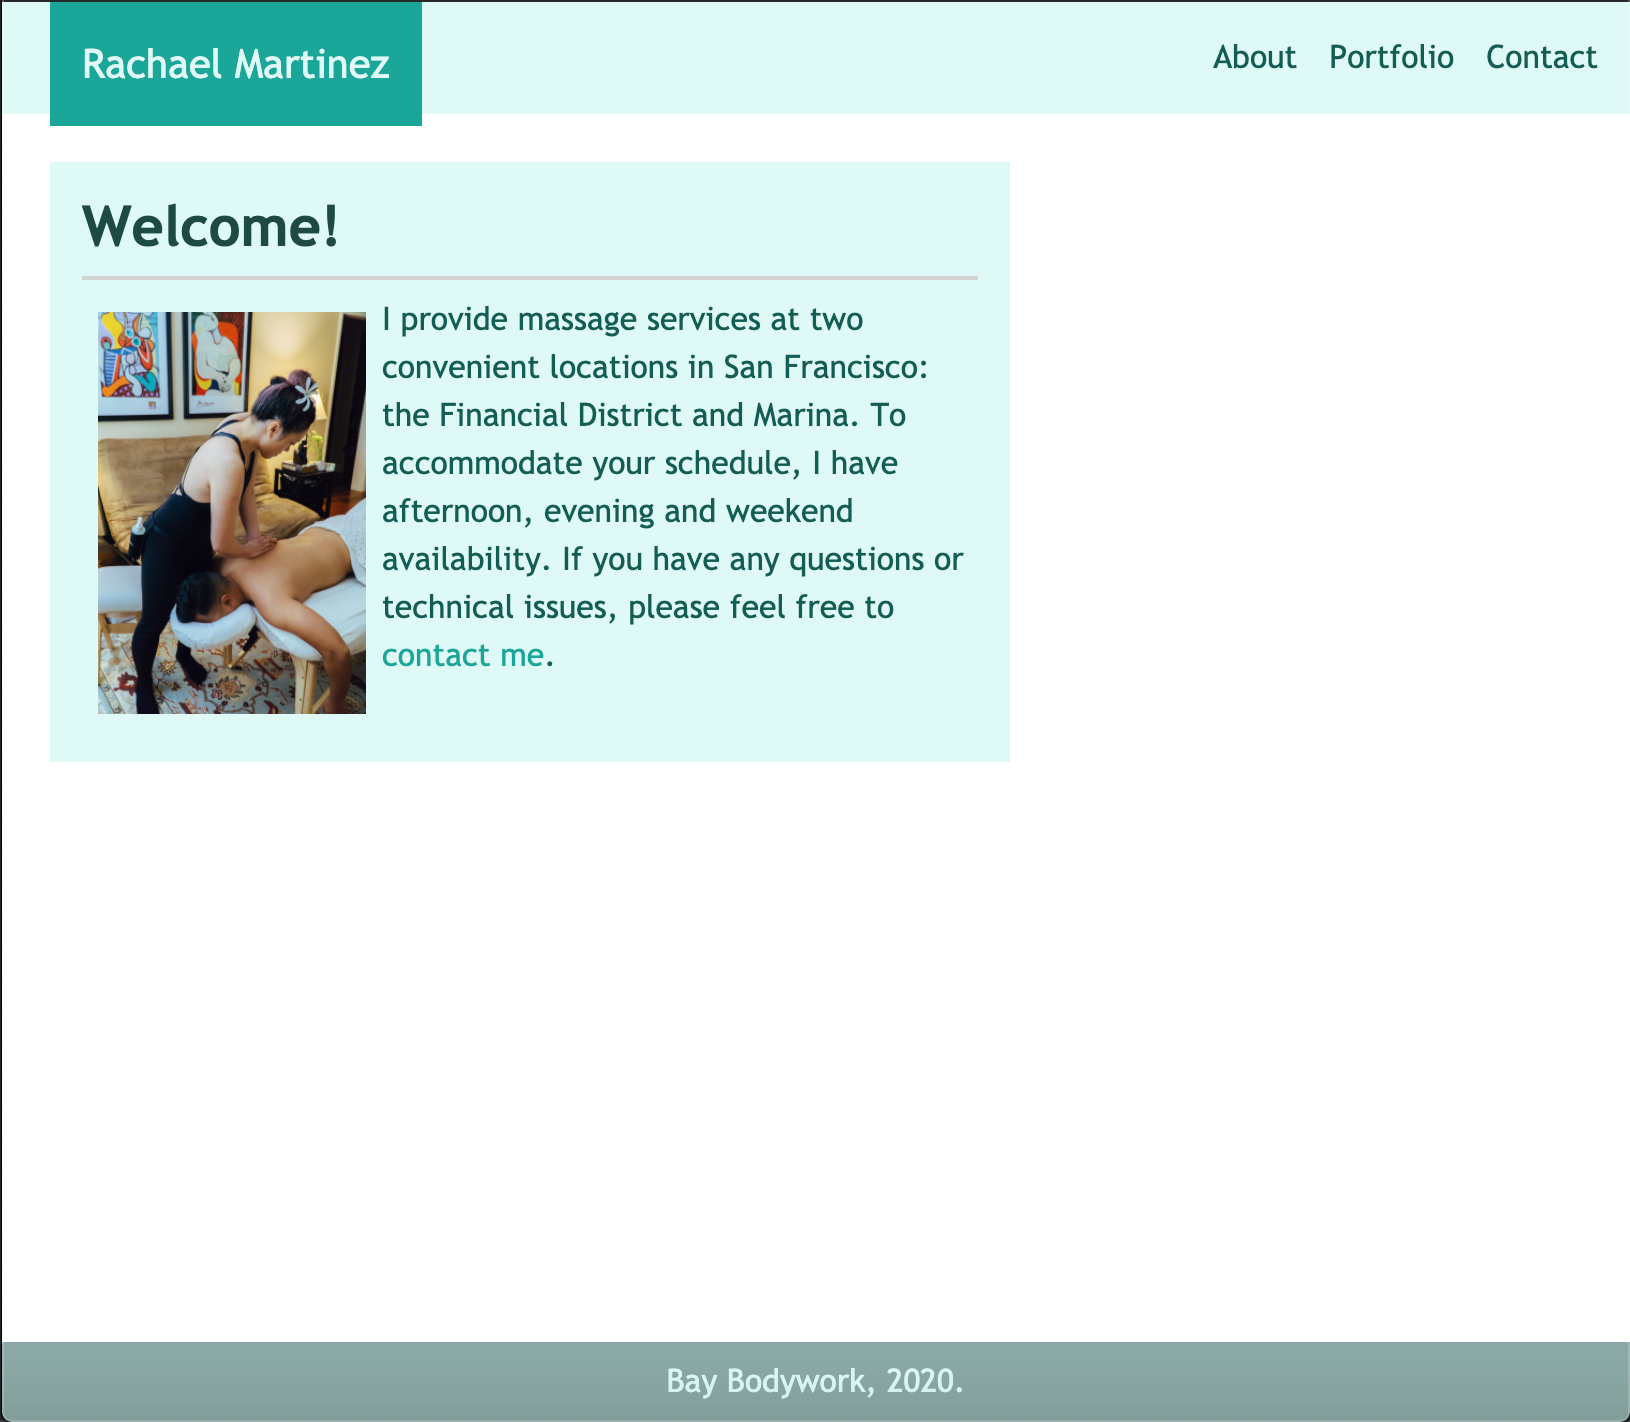 Rachael Martinez
About Portfolio Contact
Welcome!
I provide massage services at two
convenient locations in San Francisco:
the Financial District and Marina. To
accommodate your schedule, I have
afternoon, evening and weekend
availability. If you have any questions or
technical issues, please feel free to
contact me.
Bay Bodywork, 2020.